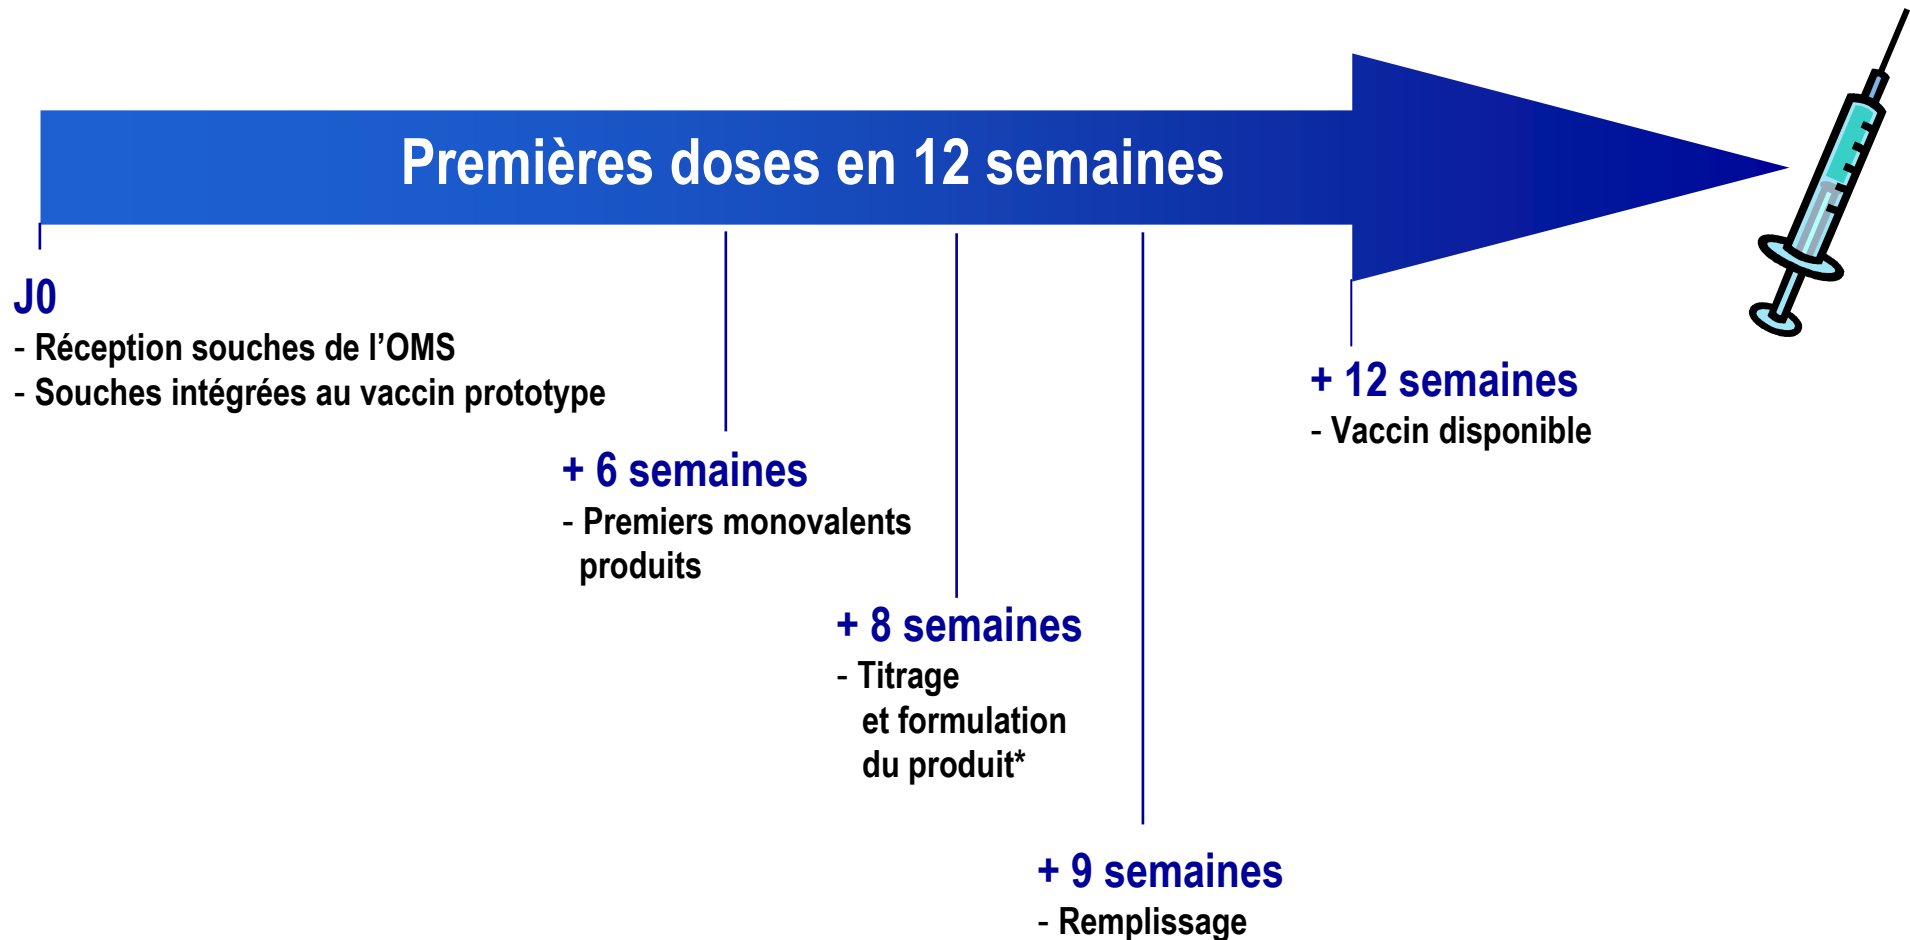 Premières doses en 12 semaines
J0
- Réception souches de l’OMS
- Souches intégrées au vaccin prototype
+ 6 semaines
- Premiers monovalents
produits
+ 8 semaines
- Titrage
et formulation
du produit*
+ 9 semaines
- Remplissage
+ 12 semaines
- Vaccin disponible